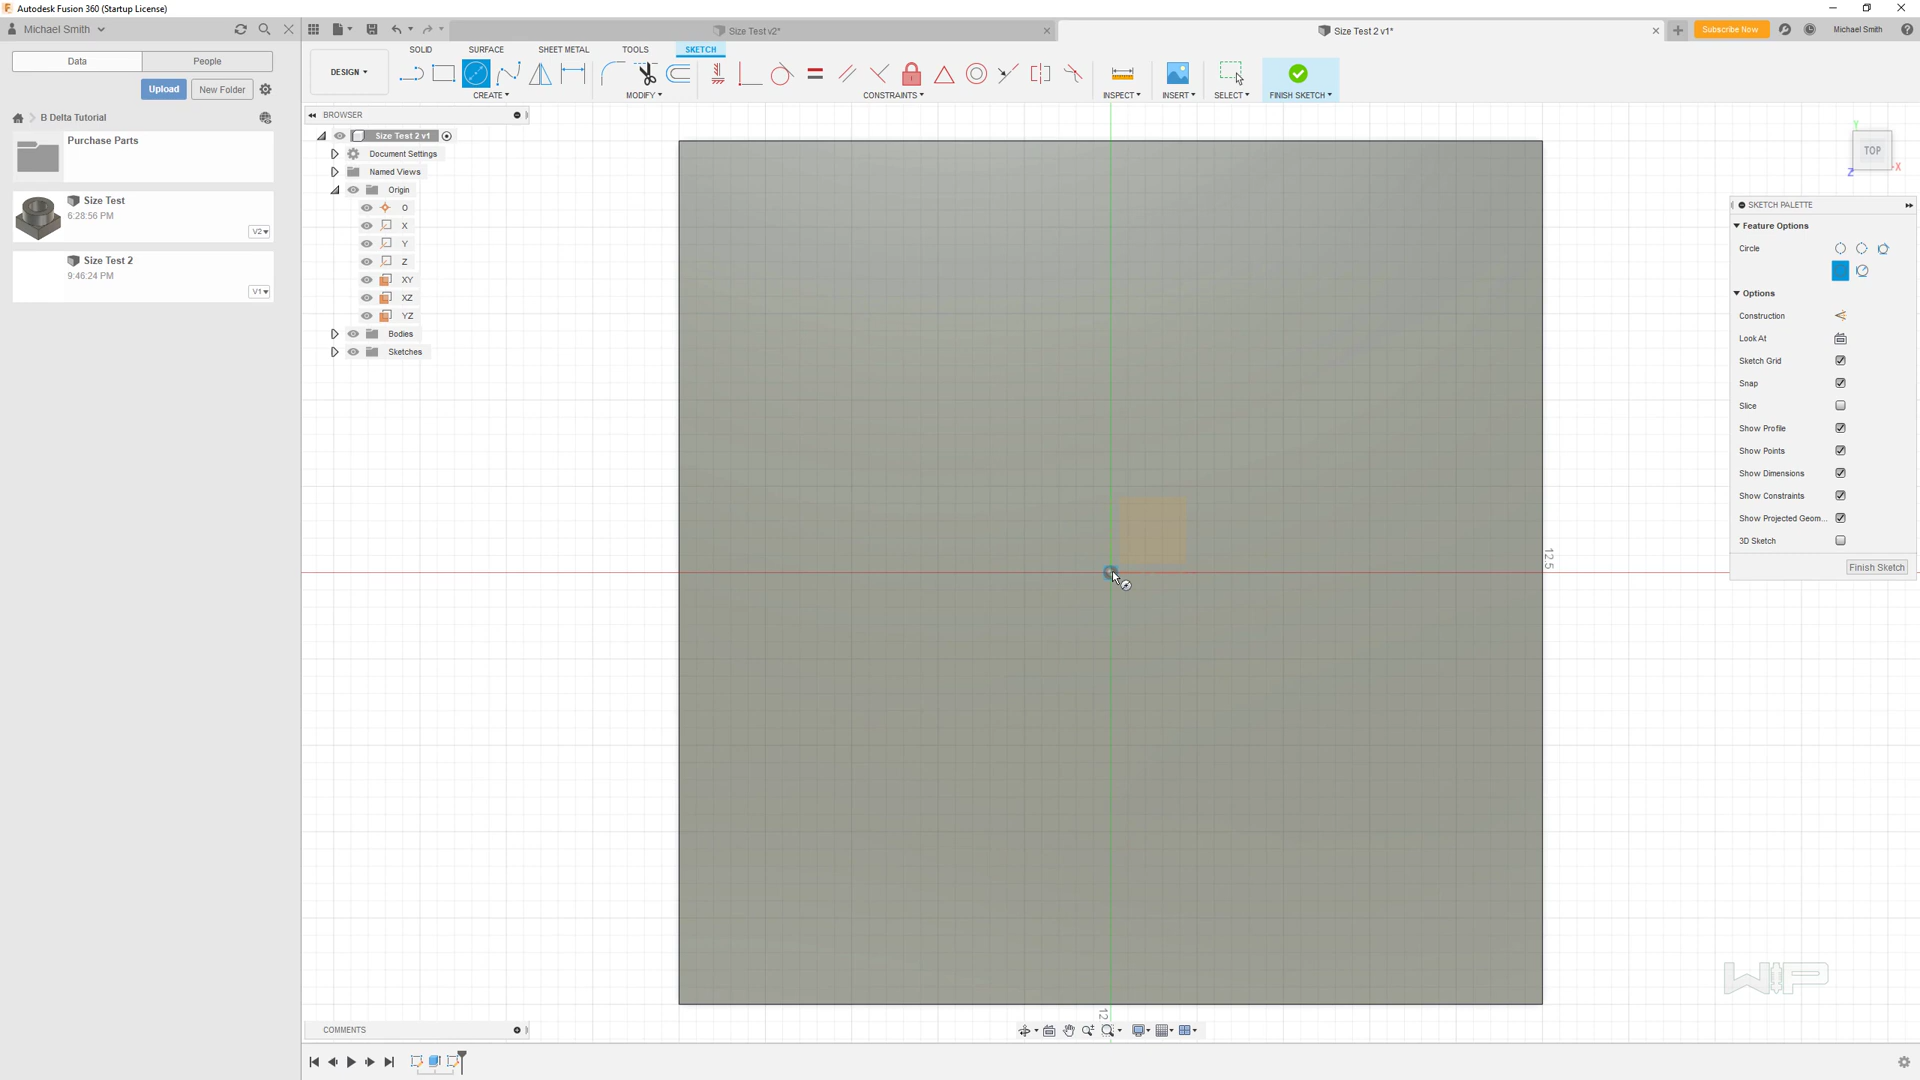 Autodesk Fusion 360 (Startup License)
Michael Smith
Size Test v2*
Size Test 2 v1*
Subscribe Now
Michael Smith
Data
People
Upload
New Folder
B Delta Tutorial
Purchase Parts
Size Test
6:28:56 PM
V2
Size Test 2
9:46:24 PM
V1
DESIGN
SOLID
SURFACE
SHEET METAL
TOOLS
SKETCH
CREATE
MODIFY
CONSTRAINTS
INSPECT
INSERT
SELECT
FINISH SKETCH
BROWSER
Size Test 2 v1
Document Settings
Named Views
Origin
O
X
Y
Z
XY
XZ
YZ
Bodies
Sketches
Y
TOP
X
Z
SKETCH PALETTE
Feature Options
Circle
Options
Construction
Look At
Sketch Grid
Snap
Slice
Show Profile
Show Points
Show Dimensions
Show Constraints
Show Projected Geom...
3D Sketch
Finish Sketch
12.5
12
WIP
COMMENTS